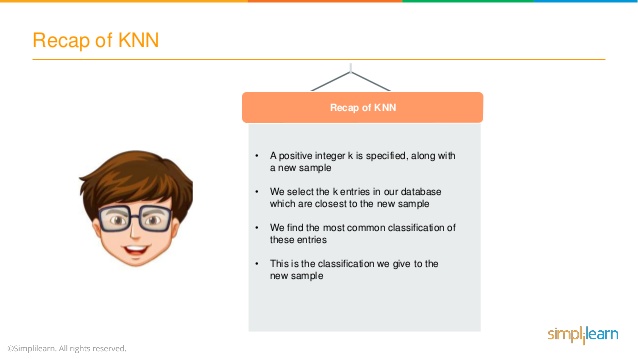 Recap of KNN
Recap of KNN
• A positive integer k is specified, along with
a new sample
• We select the k entries in our database
which are closest to the new sample
• We find the most common classification of
these entries
• This is the classification we give to the
new sample
simplilearn
©Simplilearn. All rights reserved.